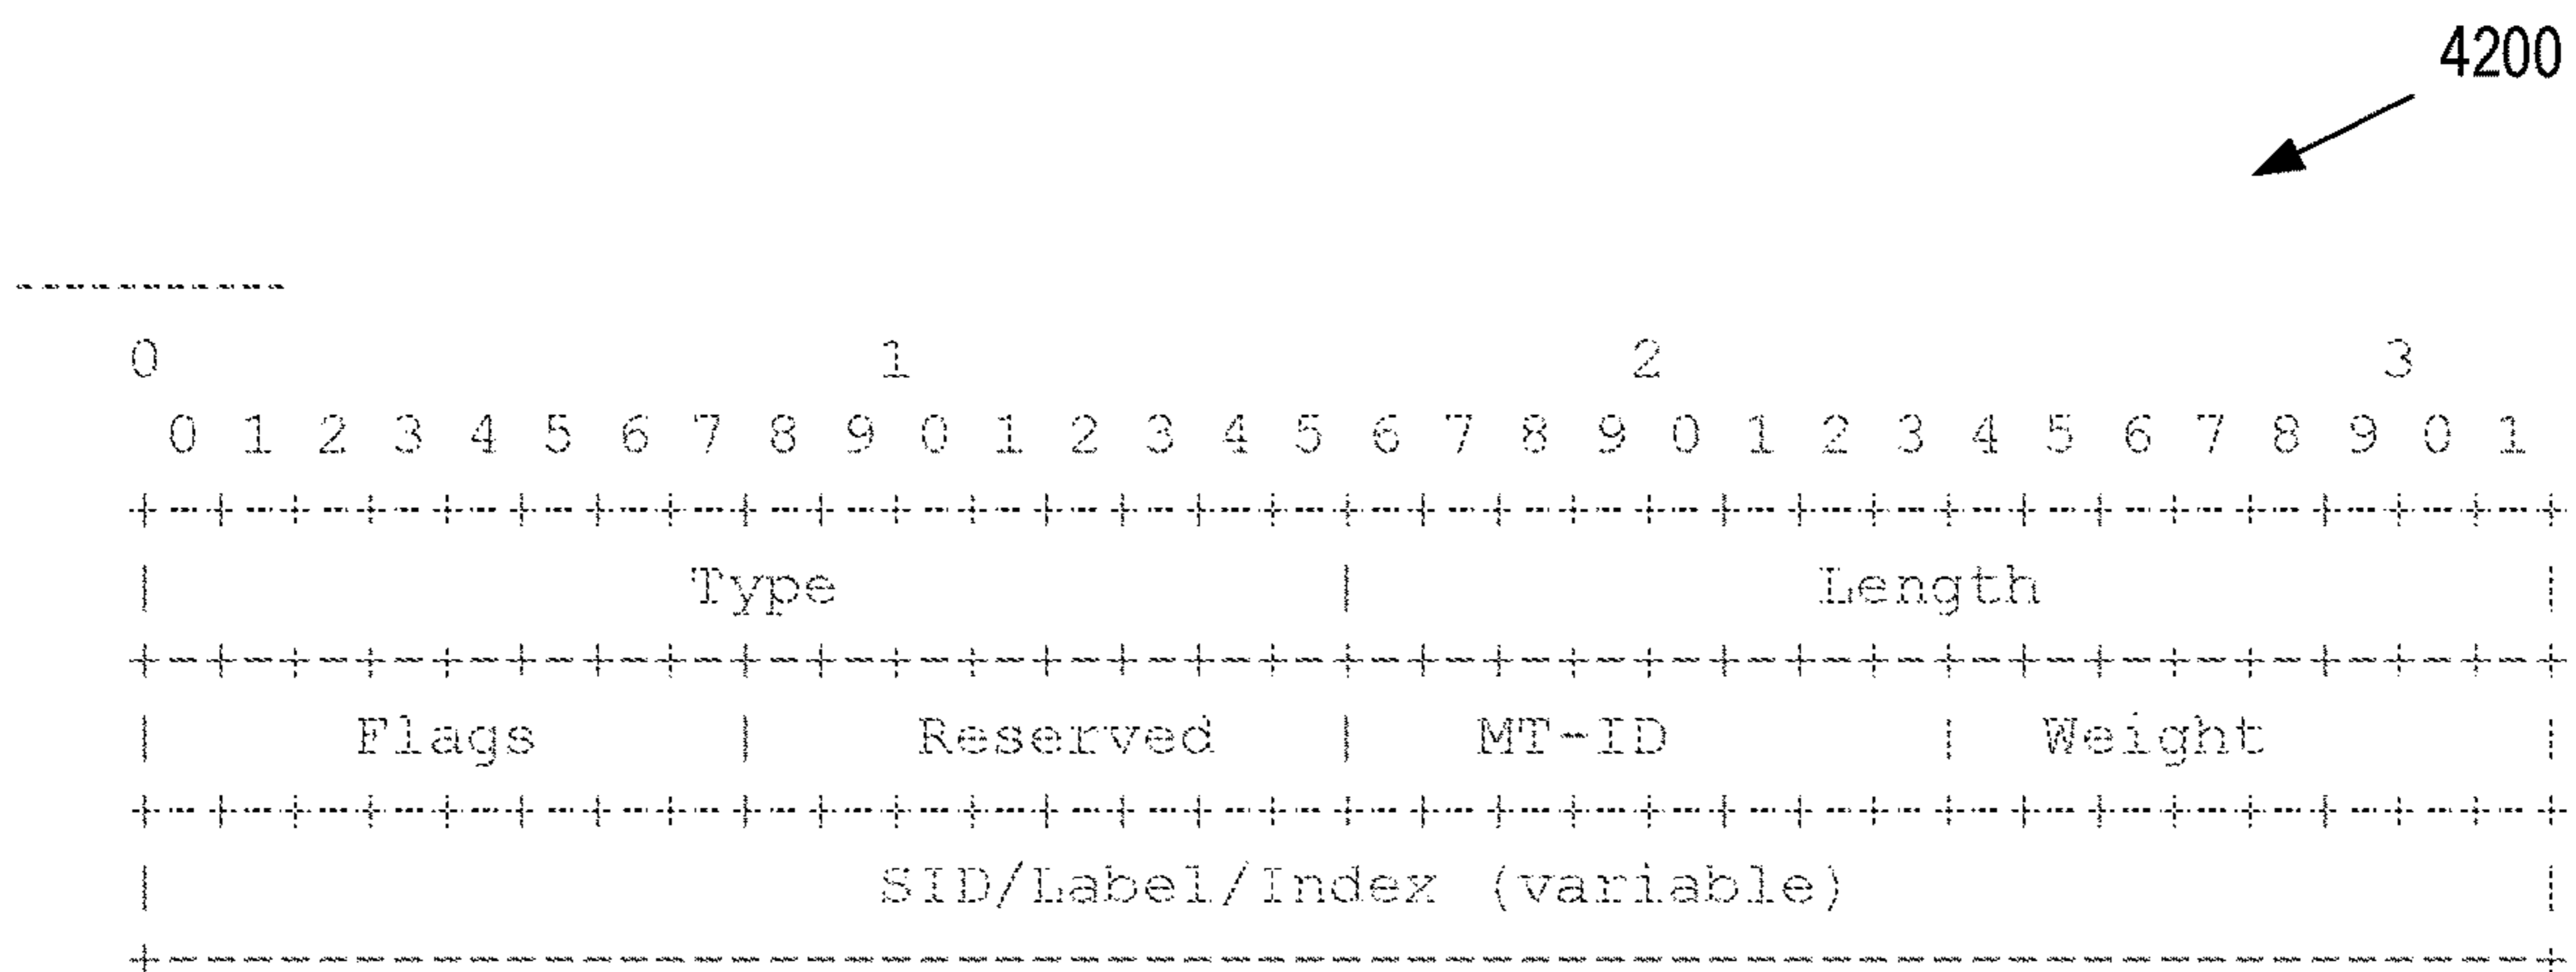 4200
0                   1                   2                   3
 0 1 2 3 4 5 6 7 8 9 0 1 2 3 4 5 6 7 8 9 0 1 2 3 4 5 6 7 8 9 0 1
+-+-+-+-+-+-+-+-+-+-+-+-+-+-+-+-+-+-+-+-+-+-+-+-+-+-+-+-+-+-+-+-+
|              Type             |            Length             |
+-+-+-+-+-+-+-+-+-+-+-+-+-+-+-+-+-+-+-+-+-+-+-+-+-+-+-+-+-+-+-+-+
|     Flags     |    Reserved   |   MT-ID       |  Weight       |
+-+-+-+-+-+-+-+-+-+-+-+-+-+-+-+-+-+-+-+-+-+-+-+-+-+-+-+-+-+-+-+-+
|                   SID/Label/Index (variable)                  |
+---------------------------------------------------------------+